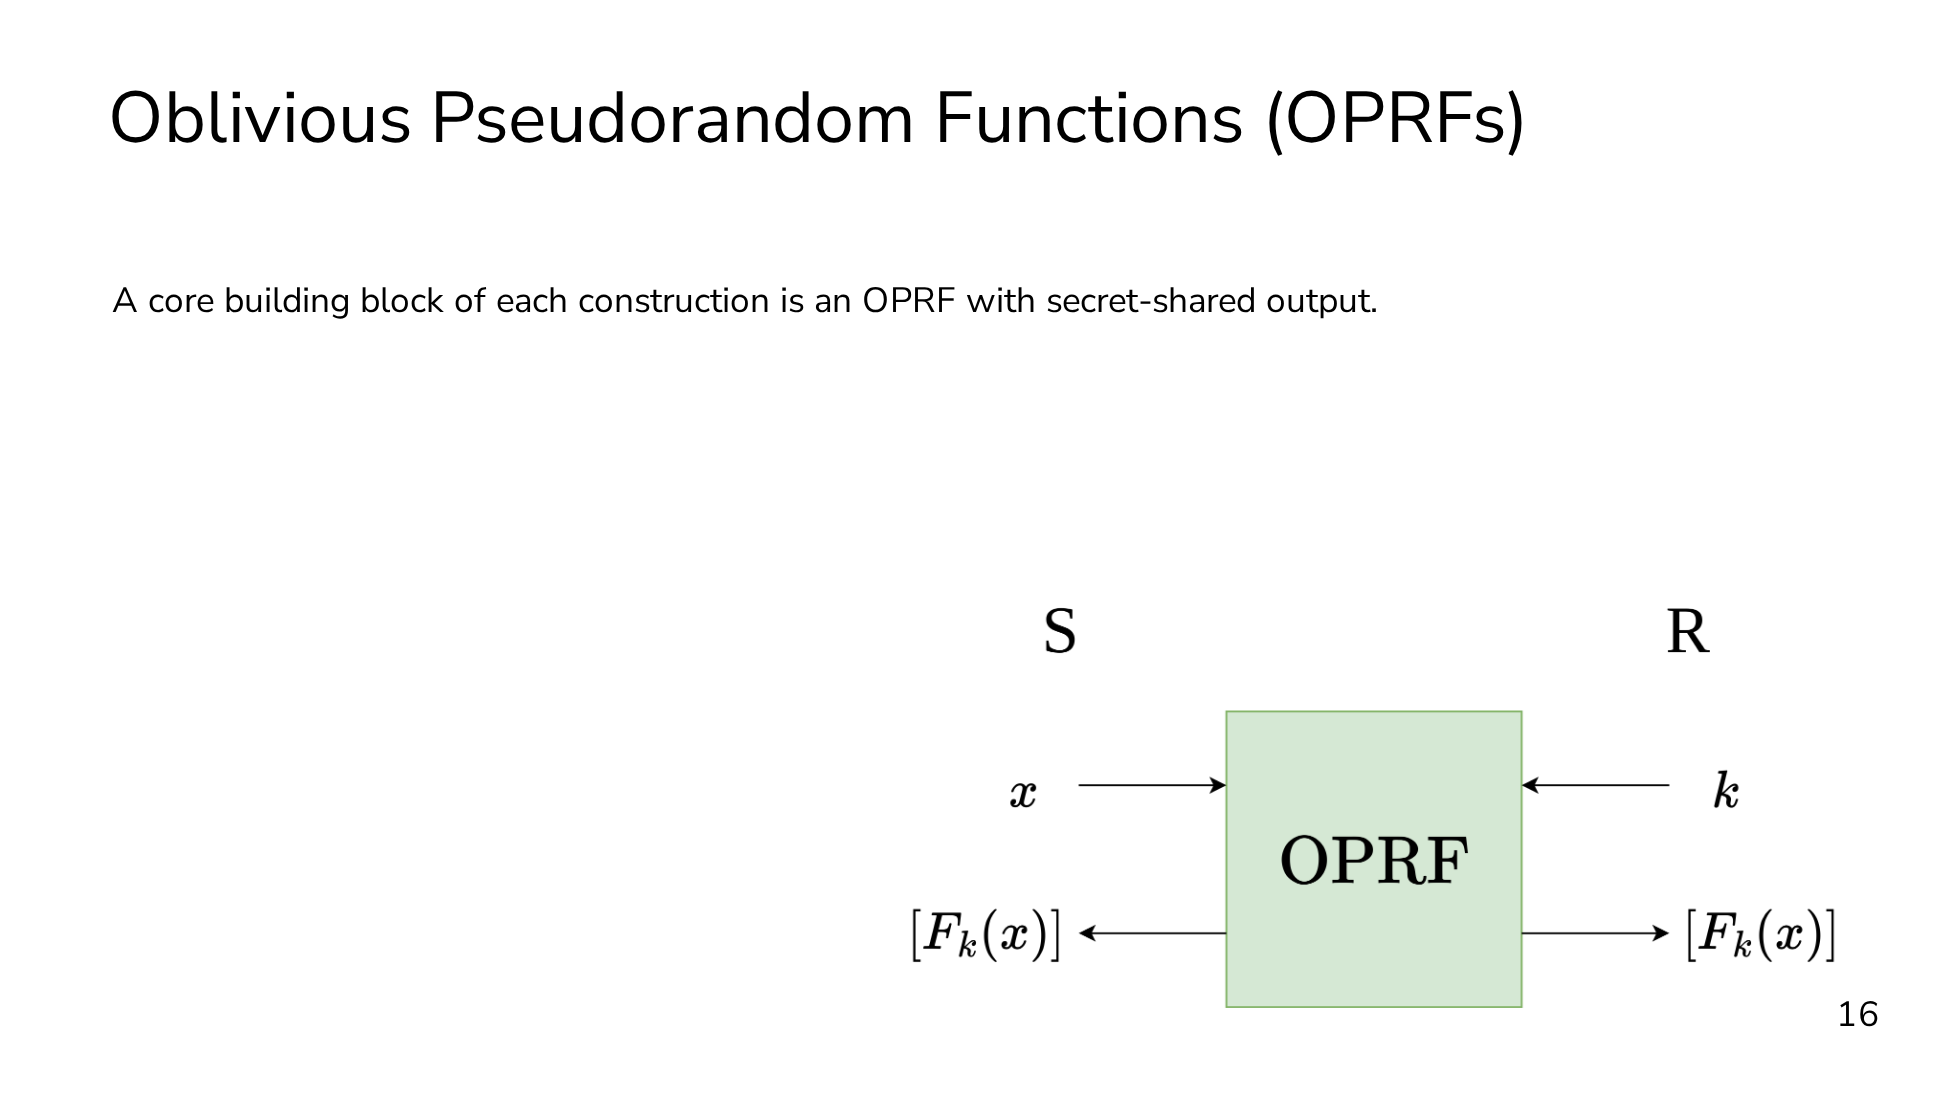 Oblivious Pseudorandom Functions (OPRFs)
A core building block of each construction is an OPRF with secret-shared output.
S R
x k
OPRF
[F_k(x)] [F_k(x)]
16